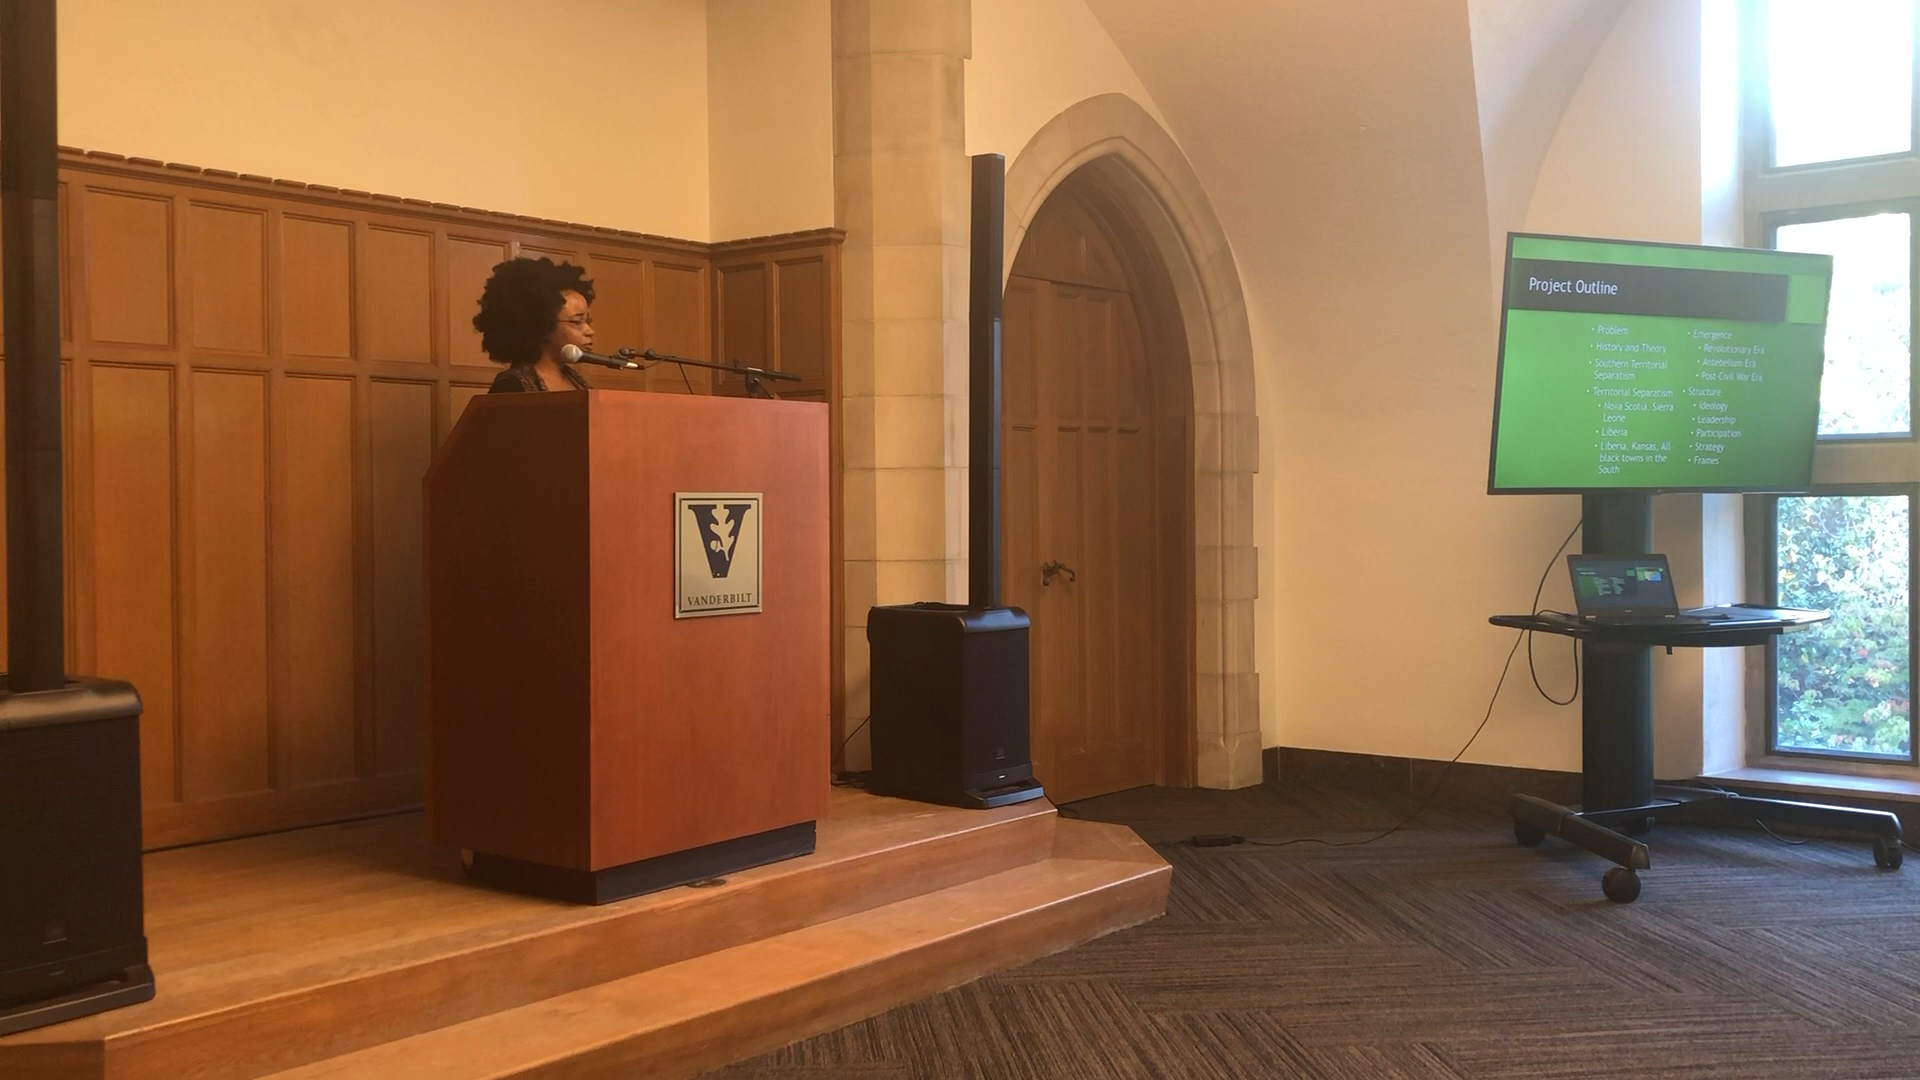 VANDERBILT
Project Outline
• Problem
• History and Theory
• Southern Territorial
Separatism
• Territorial Separatism
• Nova Scotia, Sierra
Leone
• Liberia
• Liberia, Kansas, All-
black towns in the
South
• Emergence
• Revolutionary Era
• Antebellum Era
• Post-Civil War Era
• Structure
• Ideology
• Leadership
• Participation
• Strategy
• Frames